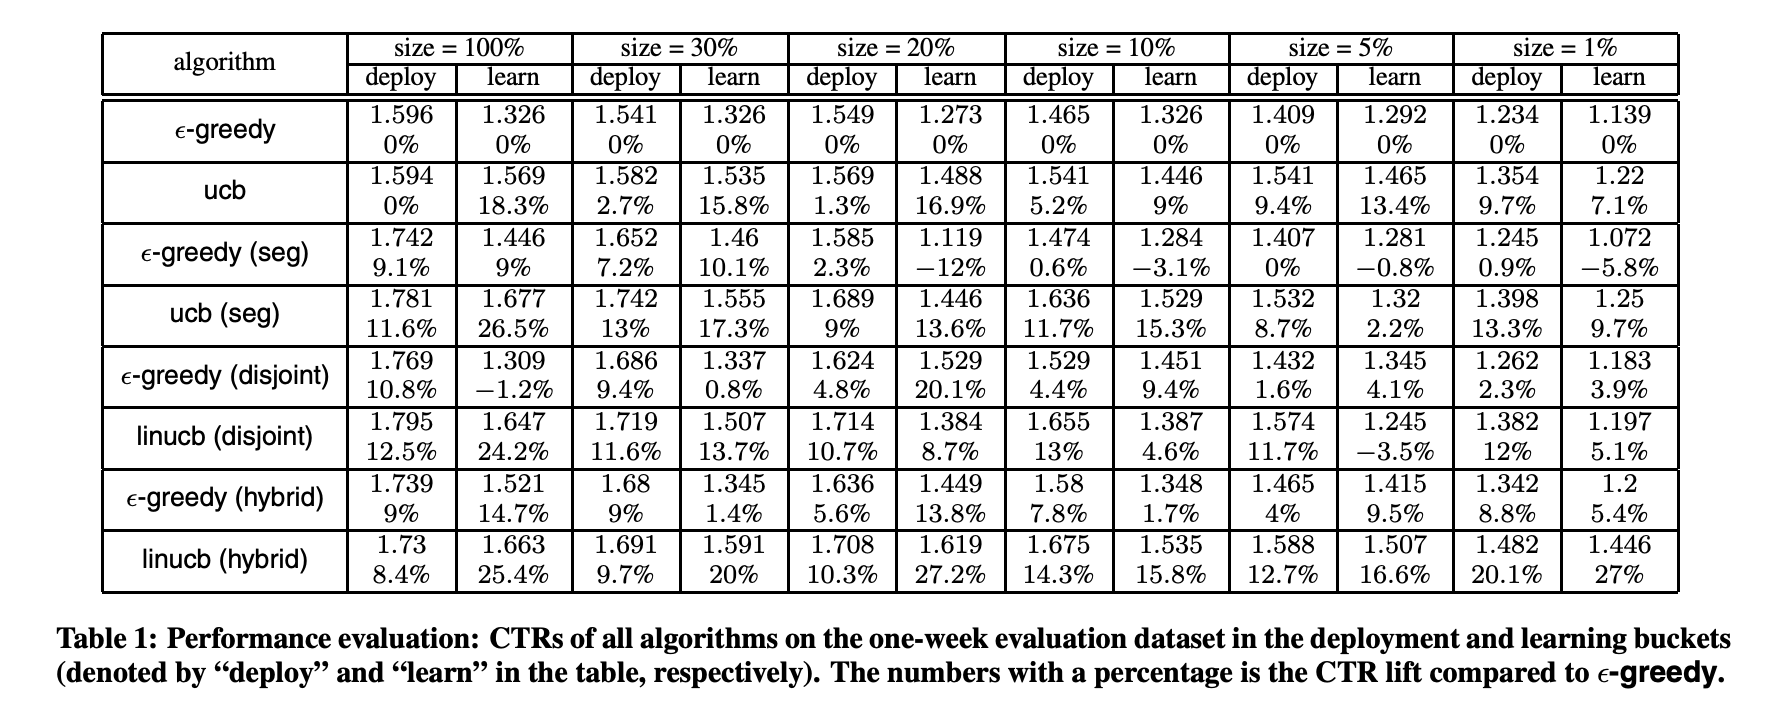 algorithm size = 100% size = 30% size = 20% size = 10% size = 5% size = 1%
deploy learn deploy learn deploy learn deploy learn deploy learn deploy learn
ϵ-greedy 1.596 1.326 1.541 1.326 1.549 1.273 1.465 1.326 1.409 1.292 1.234 1.139
0% 0% 0% 0% 0% 0% 0% 0% 0% 0% 0% 0%
ucb 1.594 1.569 1.582 1.535 1.569 1.488 1.541 1.446 1.541 1.465 1.354 1.22
0% 18.3% 2.7% 15.8% 1.3% 16.9% 5.2% 9% 9.4% 13.4% 9.7% 7.1%
ϵ-greedy (seg) 1.742 1.446 1.652 1.46 1.585 1.119 1.474 1.284 1.407 1.281 1.245 1.072
9.1% 9% 7.2% 10.1% 2.3% −12% 0.6% −3.1% 0% −0.8% 0.9% −5.8%
ucb (seg) 1.781 1.677 1.742 1.555 1.689 1.446 1.636 1.529 1.532 1.32 1.398 1.25
11.6% 26.5% 13% 17.3% 9% 13.6% 11.7% 15.3% 8.7% 2.2% 13.3% 9.7%
ϵ-greedy (disjoint) 1.769 1.309 1.686 1.337 1.624 1.529 1.529 1.451 1.432 1.345 1.262 1.183
10.8% −1.2% 9.4% 0.8% 4.8% 20.1% 4.4% 9.4% 1.6% 4.1% 2.3% 3.9%
linucb (disjoint) 1.795 1.647 1.719 1.507 1.714 1.384 1.655 1.387 1.574 1.245 1.382 1.197
12.5% 24.2% 11.6% 13.7% 10.7% 8.7% 13% 4.6% 11.7% −3.5% 12% 5.1%
ϵ-greedy (hybrid) 1.739 1.521 1.68 1.345 1.636 1.449 1.58 1.348 1.465 1.415 1.342 1.2
9% 14.7% 9% 1.4% 5.6% 13.8% 7.8% 1.7% 4% 9.5% 8.8% 5.4%
linucb (hybrid) 1.73 1.663 1.691 1.591 1.708 1.619 1.675 1.535 1.588 1.507 1.482 1.446
8.4% 25.4% 9.7% 20% 10.3% 27.2% 14.3% 15.8% 12.7% 16.6% 20.1% 27%
Table 1: Performance evaluation: CTRs of all algorithms on the one-week evaluation dataset in the deployment and learning buckets
(denoted by “deploy” and “learn” in the table, respectively). The numbers with a percentage is the CTR lift compared to ϵ-greedy.